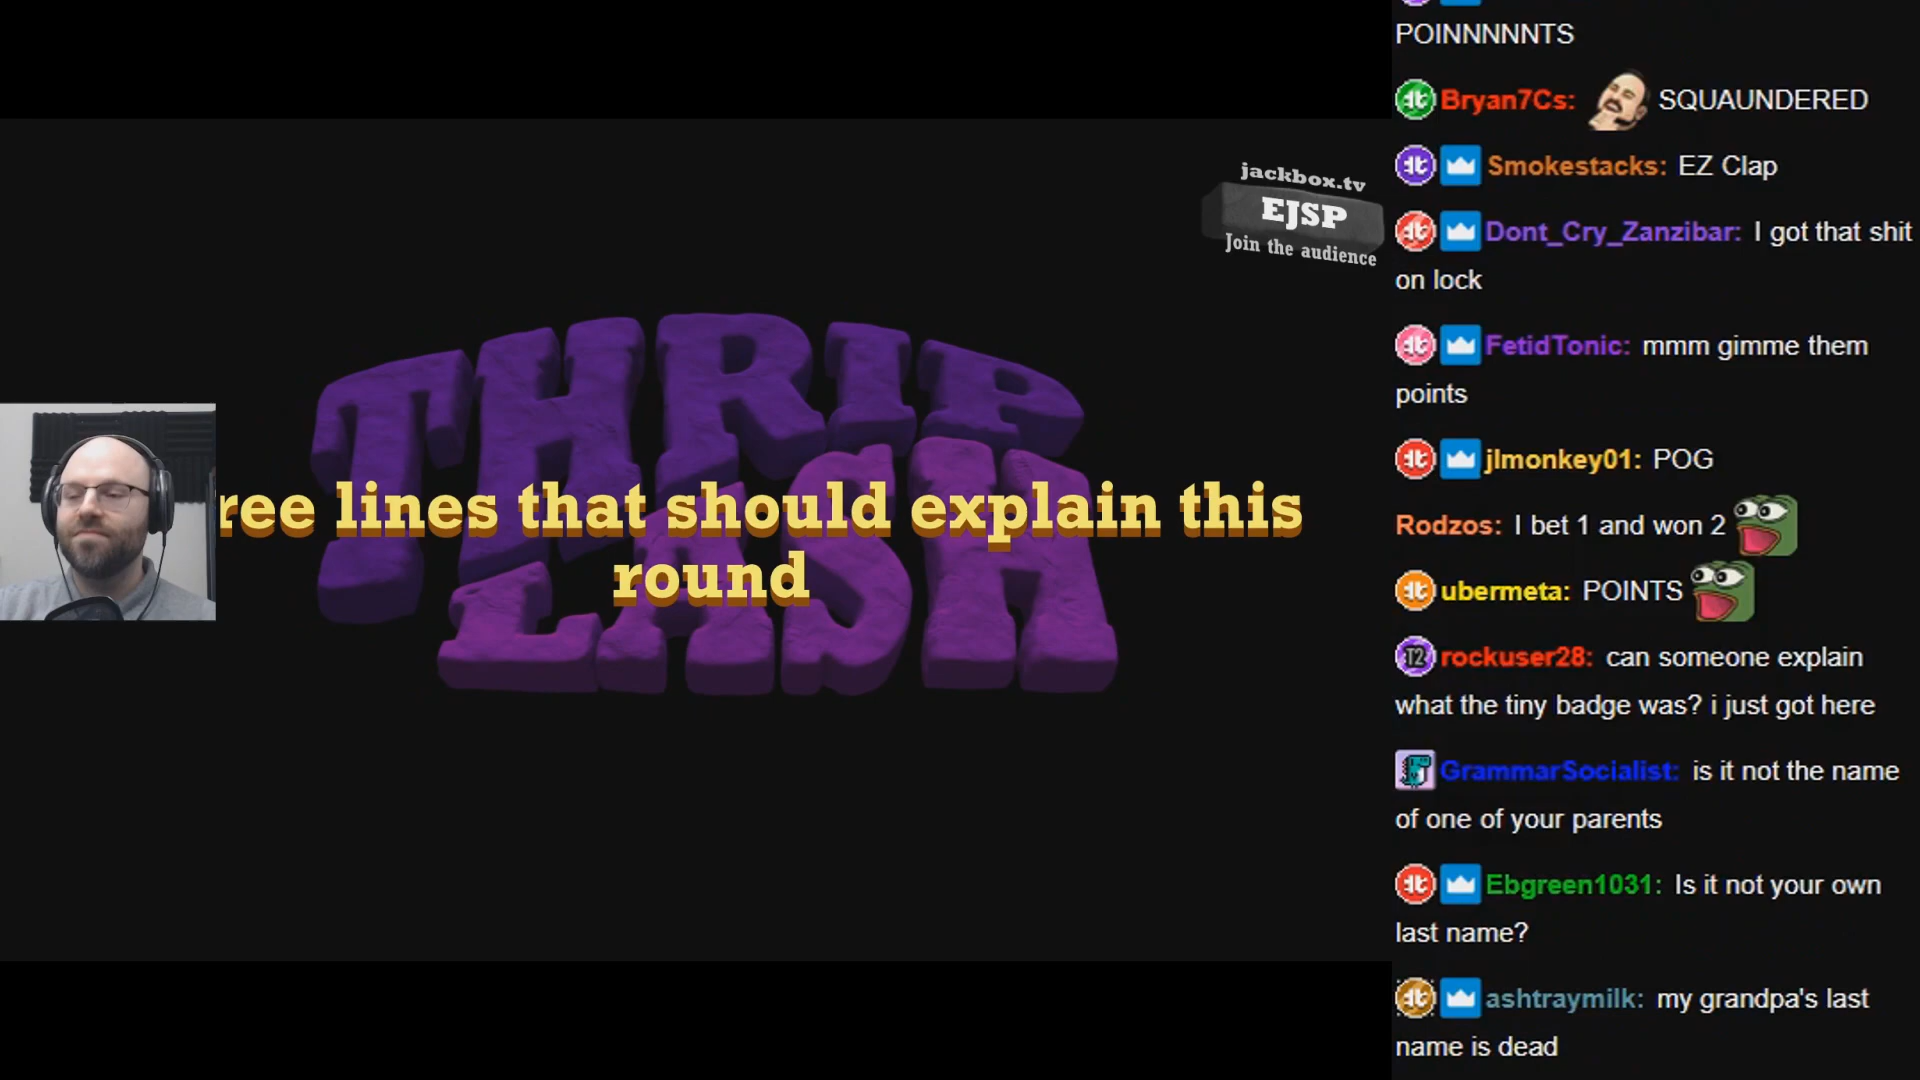 jackbox.tv
EJSP
Join the audience
THRIP
LASH
ree lines that should explain this
round
POINNNNNTS
Bryan7Cs: SQUAUNDERED
Smokestacks: EZ Clap
Dont_Cry_Zanzibar: I got that shit
on lock
FetidTonic: mmm gimme them
points
jlmonkey01: POG
Rodzos: I bet 1 and won 2
ubermeta: POINTS
T2 rockuser28: can someone explain
what the tiny badge was? i just got here
GrammarSocialist: is it not the name
of one of your parents
Ebgreen1031: Is it not your own
last name?
ashtraymilk: my grandpa's last
name is dead